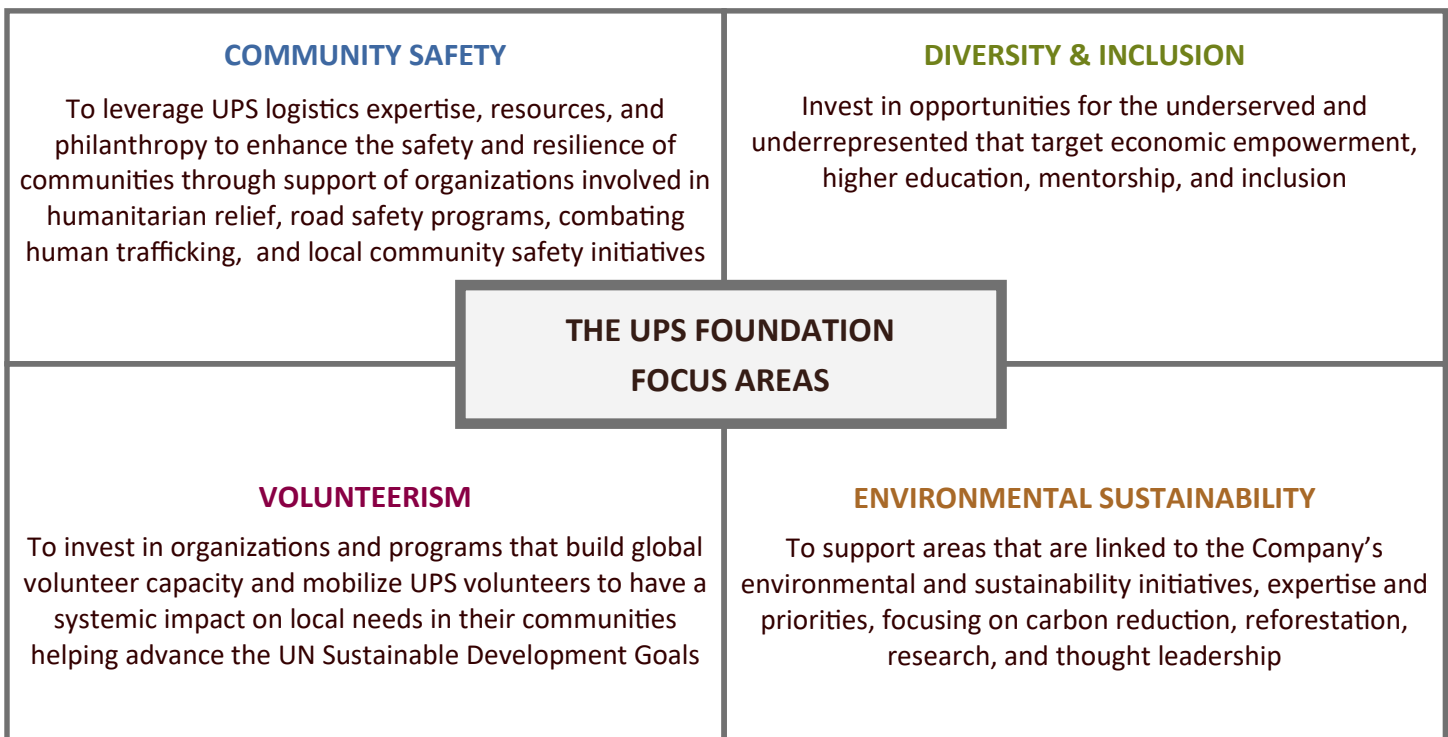 COMMUNITY SAFETY
To leverage UPS logistics expertise, resources, and
philanthropy to enhance the safety and resilience of
communities through support of organizations involved in
humanitarian relief, road safety programs, combating
human trafficking,  and local community safety initiatives
DIVERSITY & INCLUSION
Invest in opportunities for the underserved and
underrepresented that target economic empowerment,
higher education, mentorship, and inclusion
THE UPS FOUNDATION
FOCUS AREAS
VOLUNTEERISM
To invest in organizations and programs that build global
volunteer capacity and mobilize UPS volunteers to have a
systemic impact on local needs in their communities
helping advance the UN Sustainable Development Goals
ENVIRONMENTAL SUSTAINABILITY
To support areas that are linked to the Company’s
environmental and sustainability initiatives, expertise and
priorities, focusing on carbon reduction, reforestation,
research, and thought leadership